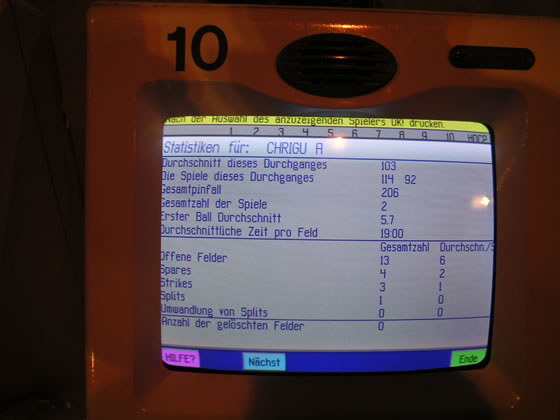 10
Nach der Auswahl des anzuzeigenden Spielers OK! drücken.
1 2 3 4 5 6 7 8 9 10 HDCP
Statistiken für: CHRIGU A
Durchschnitt dieses Durchganges 103
Die Spiele dieses Durchganges 114 92
Gesamtpinfall 206
Gesamtzahl der Spiele 2
Erster Ball Durchschnitt 5.7
Durchschnittliche Zeit pro Feld 19:00
Gesamtzahl Durchschn./S
Offene Felder 13 6
Spares 4 2
Strikes 3 1
Splits 1 0
Umwandlung von Splits 0 0
Anzahl der gelöschten Felder 0
HILFE? Nächst Ende